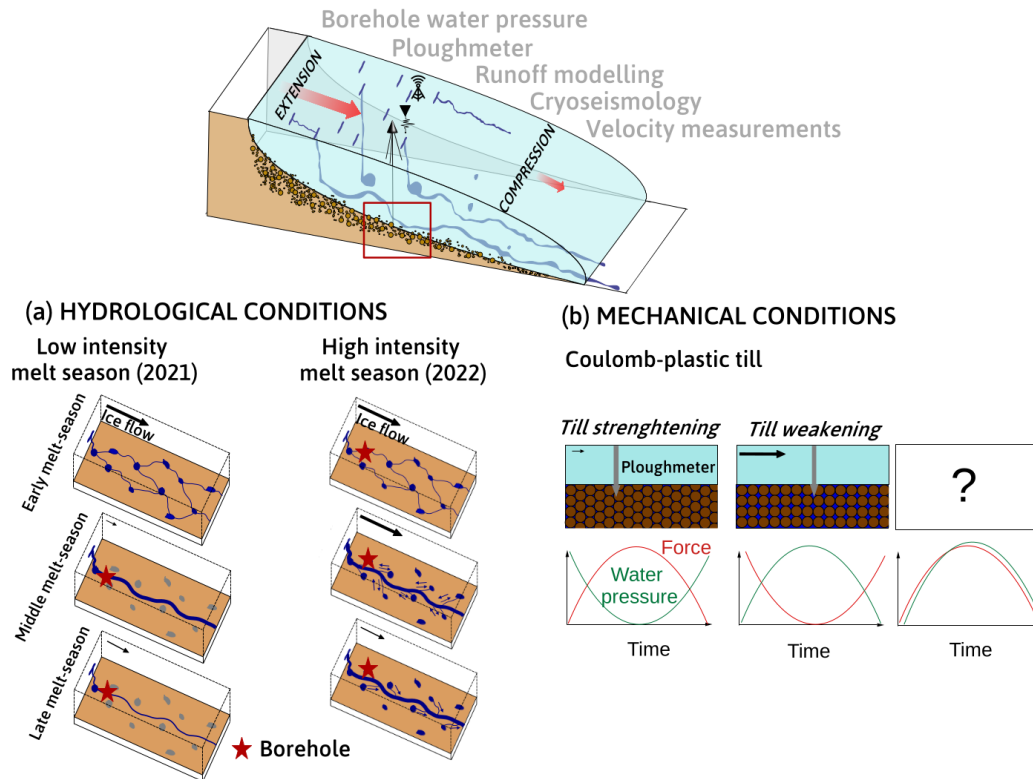 Borehole water pressure
Ploughmeter
Runoff modelling
Cryoseismology
Velocity measurements
EXTENSION
COMPRESSION
(a) HYDROLOGICAL CONDITIONS
Low intensity
melt season (2021)
High intensity
melt season (2022)
Early melt-season
Ice flow
Ice flow
Middle melt-season
Late melt-season
Borehole
(b) MECHANICAL CONDITIONS
Coulomb-plastic till
Till strenghtening
Till weakening
Ploughmeter
?
Force
Water
pressure
Time
Time
Time